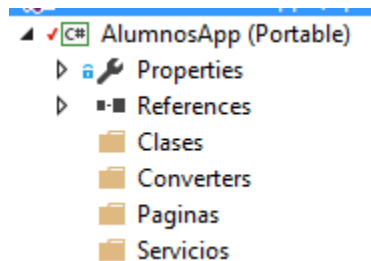 C# AlumnosApp (Portable)
Properties
References
Clases
Converters
Paginas
Servicios